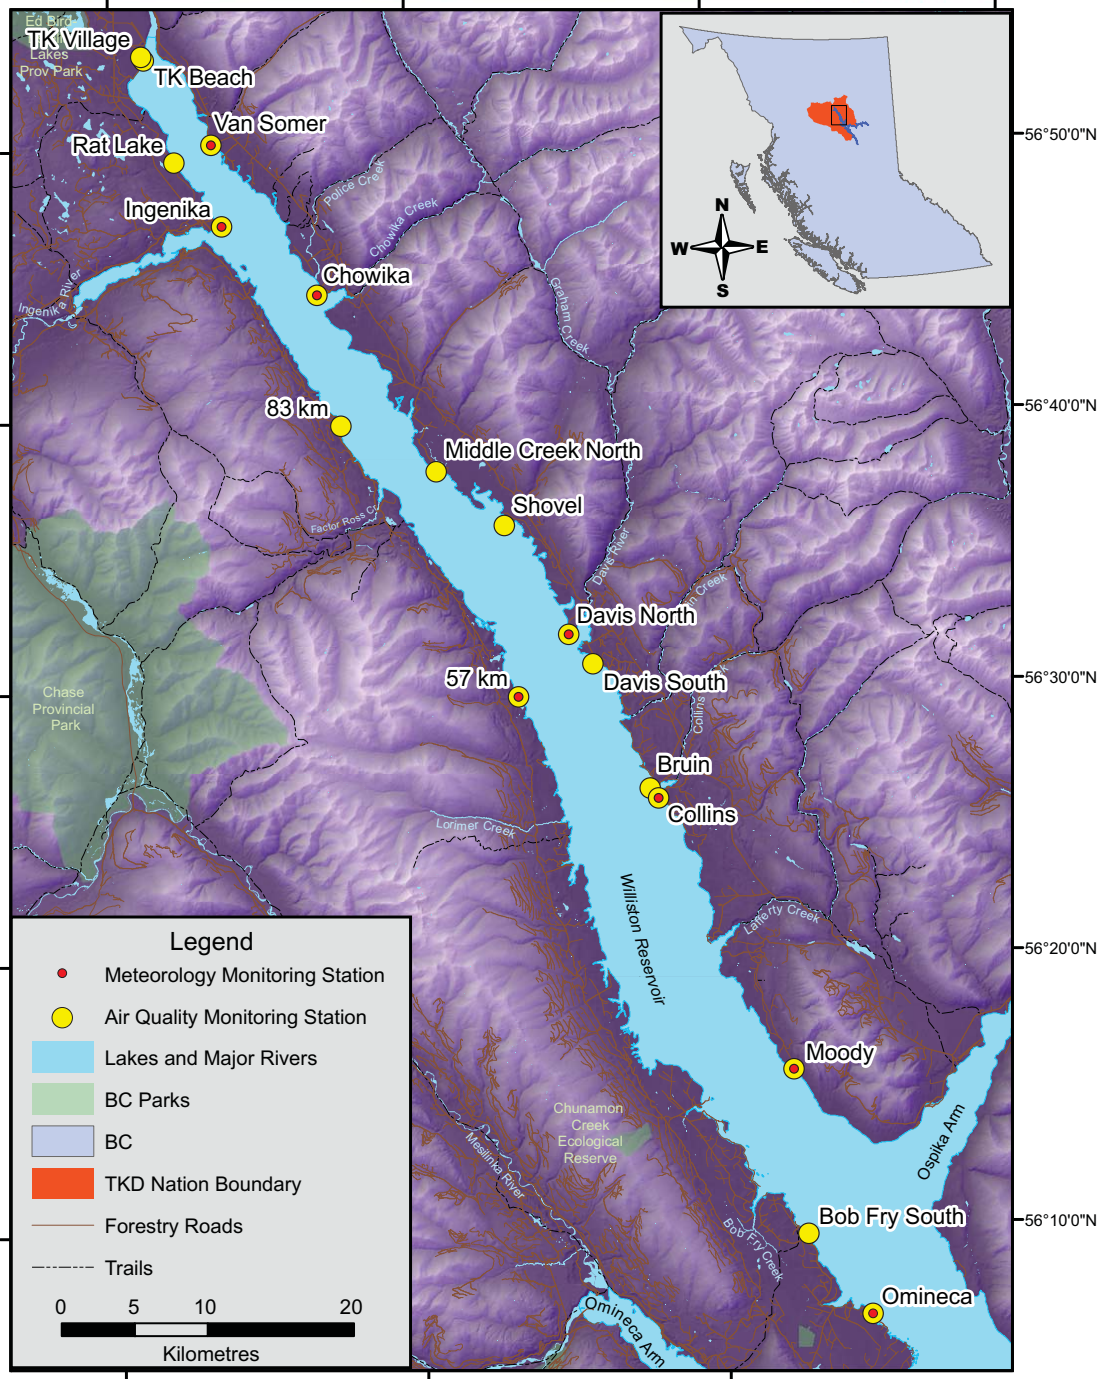 Ed Bird
Lakes
Prov Park
TK Village
TK Beach
Van Somer
Rat Lake
Ingenika
Police Creek
Chowika Creek
Chowika
Ingenika River
Graham Creek
83 km
Middle Creek North
Factor Ross Cr
Shovel
Davis River
Davis North
Davis South
57 km
Chase
Provincial
Park
Collins
Bruin
Collins
Lorimer Creek
Williston Reservoir
Lafferty Creek
Moody
Ospika Arm
Chunamon
Creek
Ecological
Reserve
Mesilinka River
Bob Fry South
Bob Fry Creek
Omineca
Omineca Arm
N
W E
S
56°50'0"N
56°40'0"N
56°30'0"N
56°20'0"N
56°10'0"N
Legend
Meteorology Monitoring Station
Air Quality Monitoring Station
Lakes and Major Rivers
BC Parks
BC
TKD Nation Boundary
Forestry Roads
Trails
0 5 10 20
Kilometres